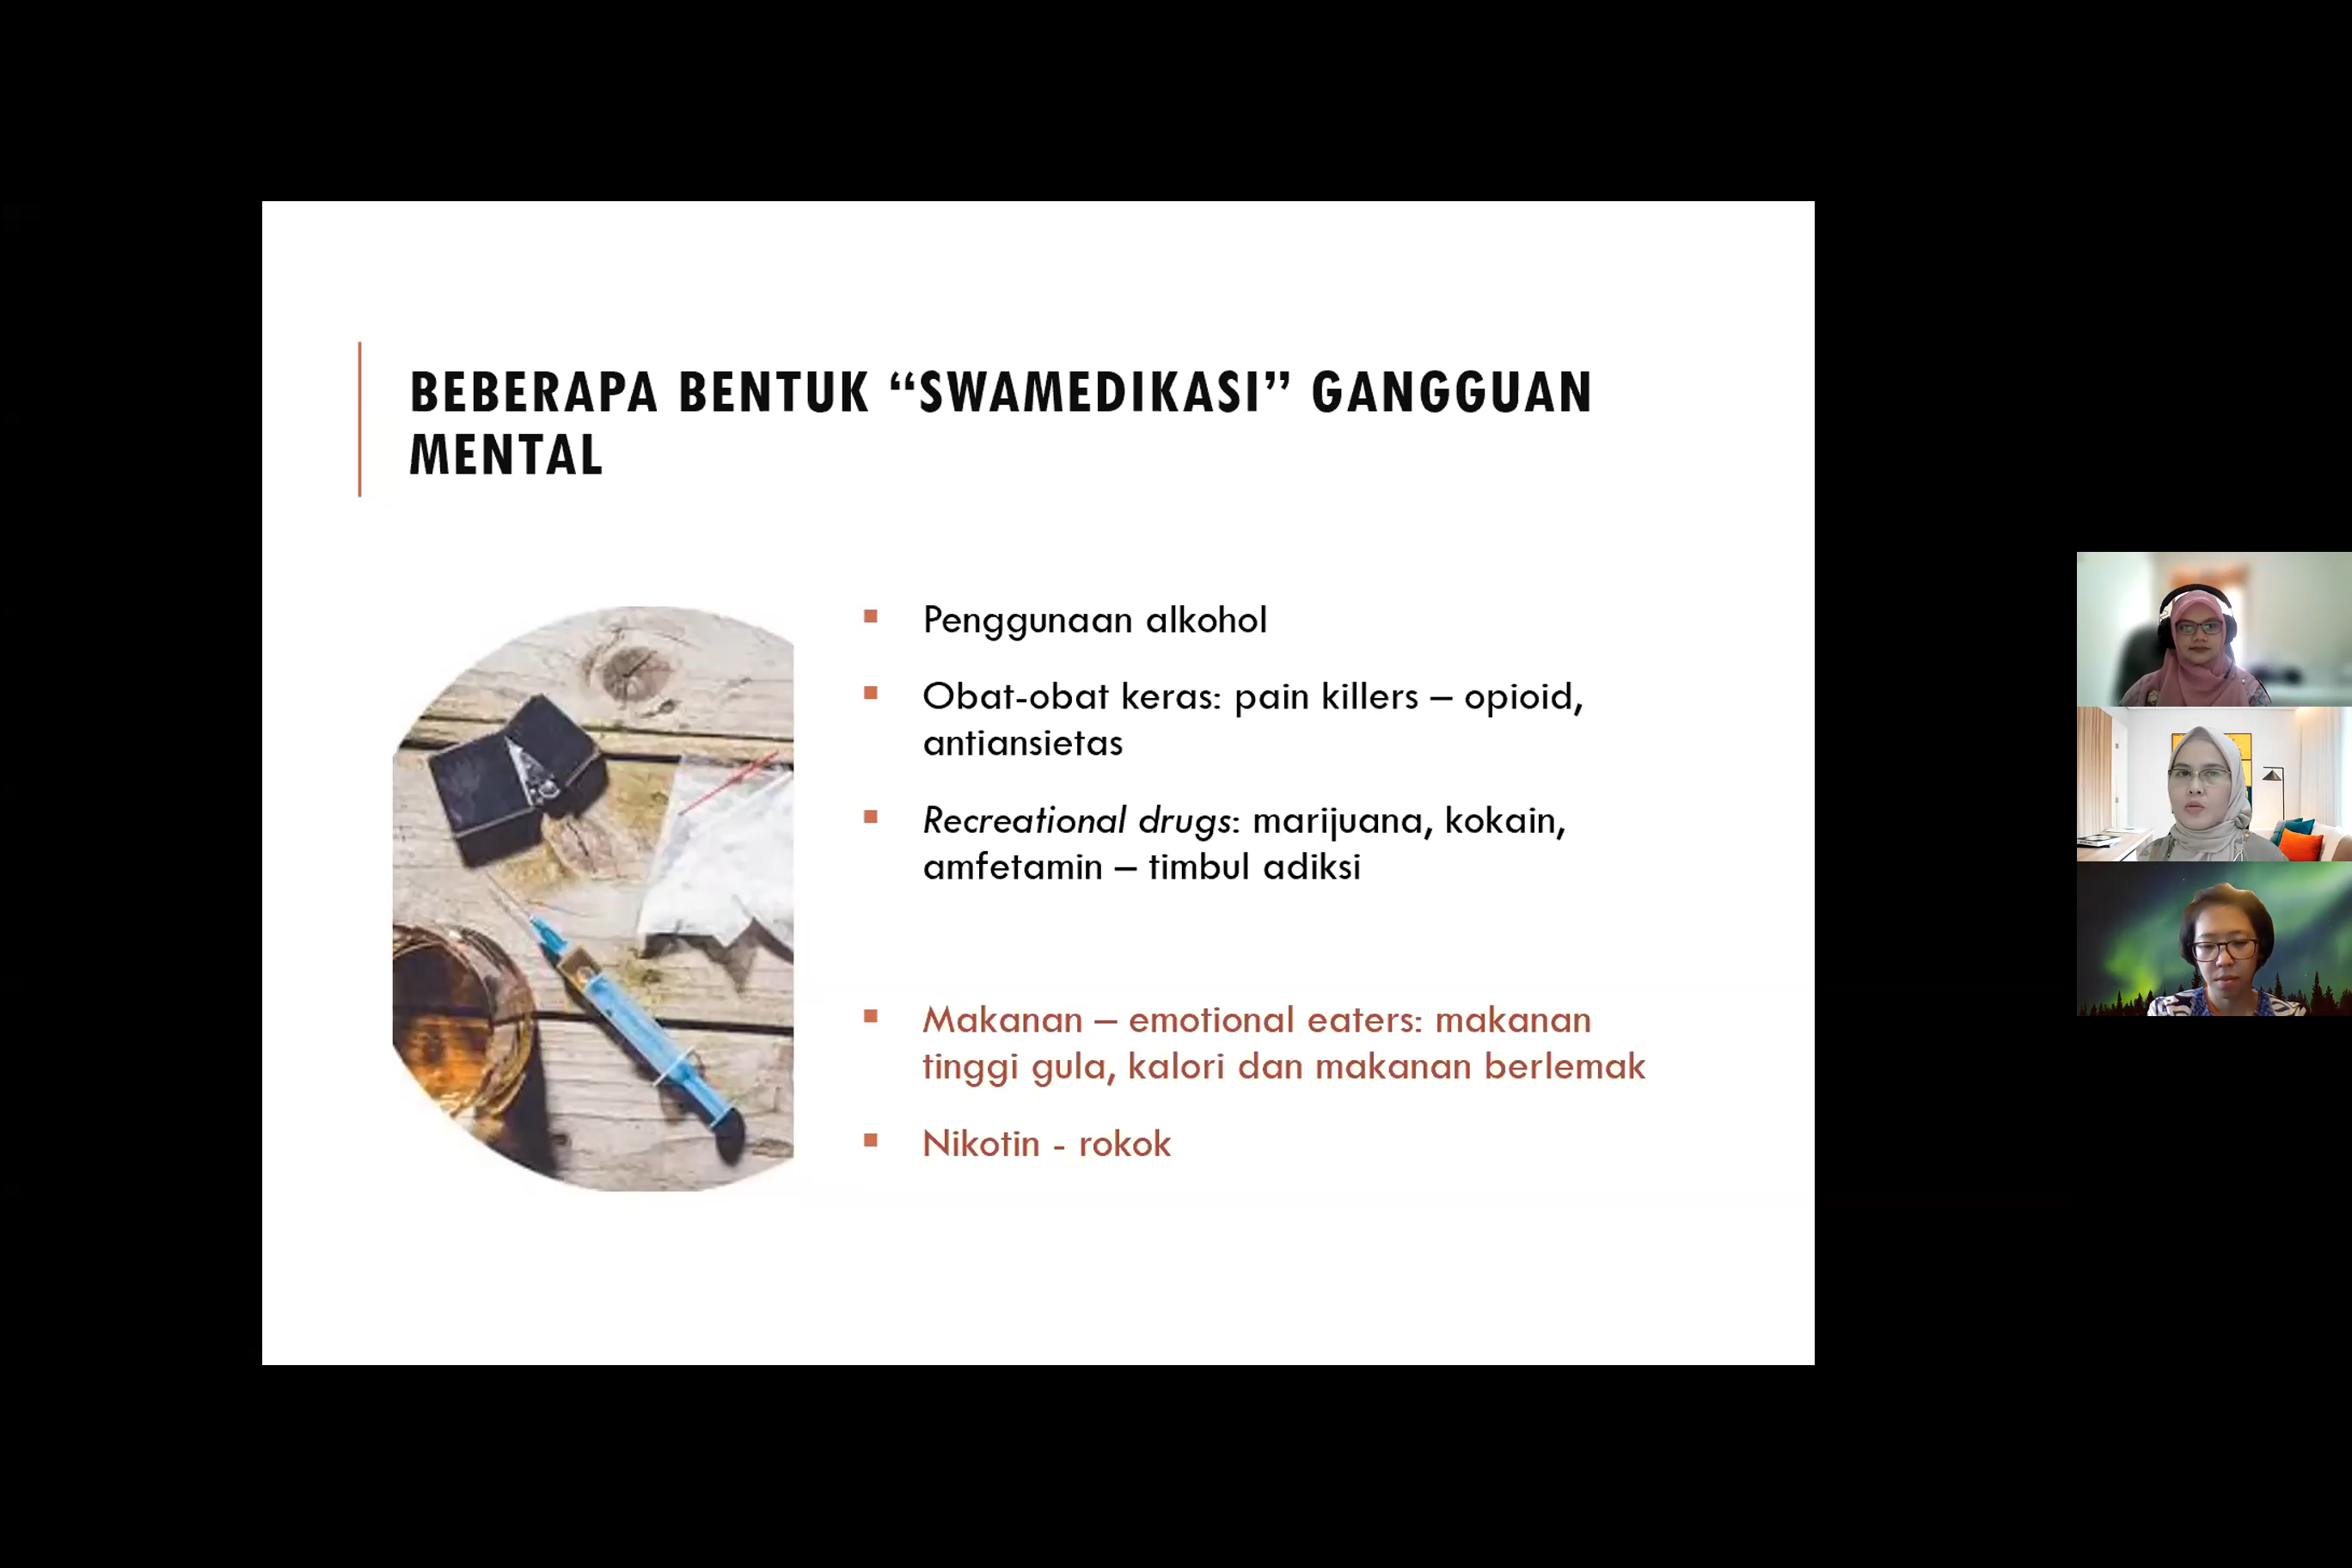 BEBERAPA BENTUK “SWAMEDIKASI” GANGGUAN
MENTAL
Penggunaan alkohol
Obat-obat keras: pain killers – opioid,
antiansietas
Recreational drugs: marijuana, kokain,
amfetamin – timbul adiksi
Makanan – emotional eaters: makanan
tinggi gula, kalori dan makanan berlemak
Nikotin - rokok